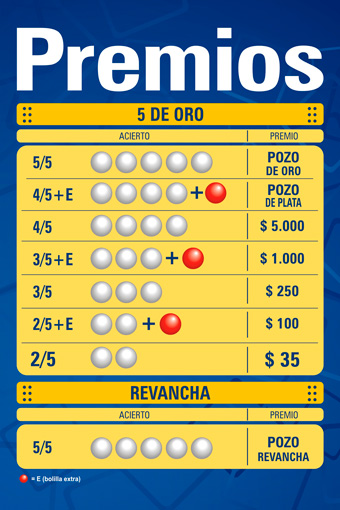 Premios
5 DE ORO
ACIERTO PREMIO
5/5 POZO DE ORO
4/5+E + POZO DE PLATA
4/5 $ 5.000
3/5+E + $ 1.000
3/5 $ 250
2/5+E + $ 100
2/5 $ 35
REVANCHA
ACIERTO PREMIO
5/5 POZO REVANCHA
= E (bolilla extra)